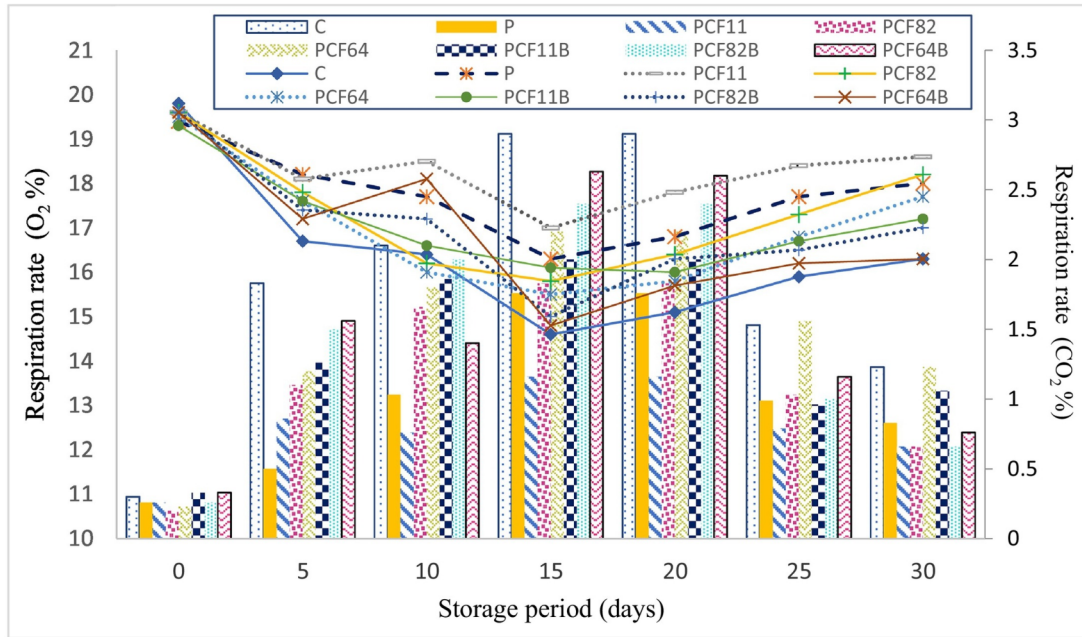 C P PCF11 PCF82
PCF64 PCF11B PCF82B PCF64B
C P PCF11 PCF82
PCF64 PCF11B PCF82B PCF64B
Respiration rate (O₂ %)
21
20
19
18
17
16
15
14
13
12
11
10
3.5
3
2.5
2
1.5
1
0.5
0
Respiration rate (CO₂ %)
0 5 10 15 20 25 30
Storage period (days)